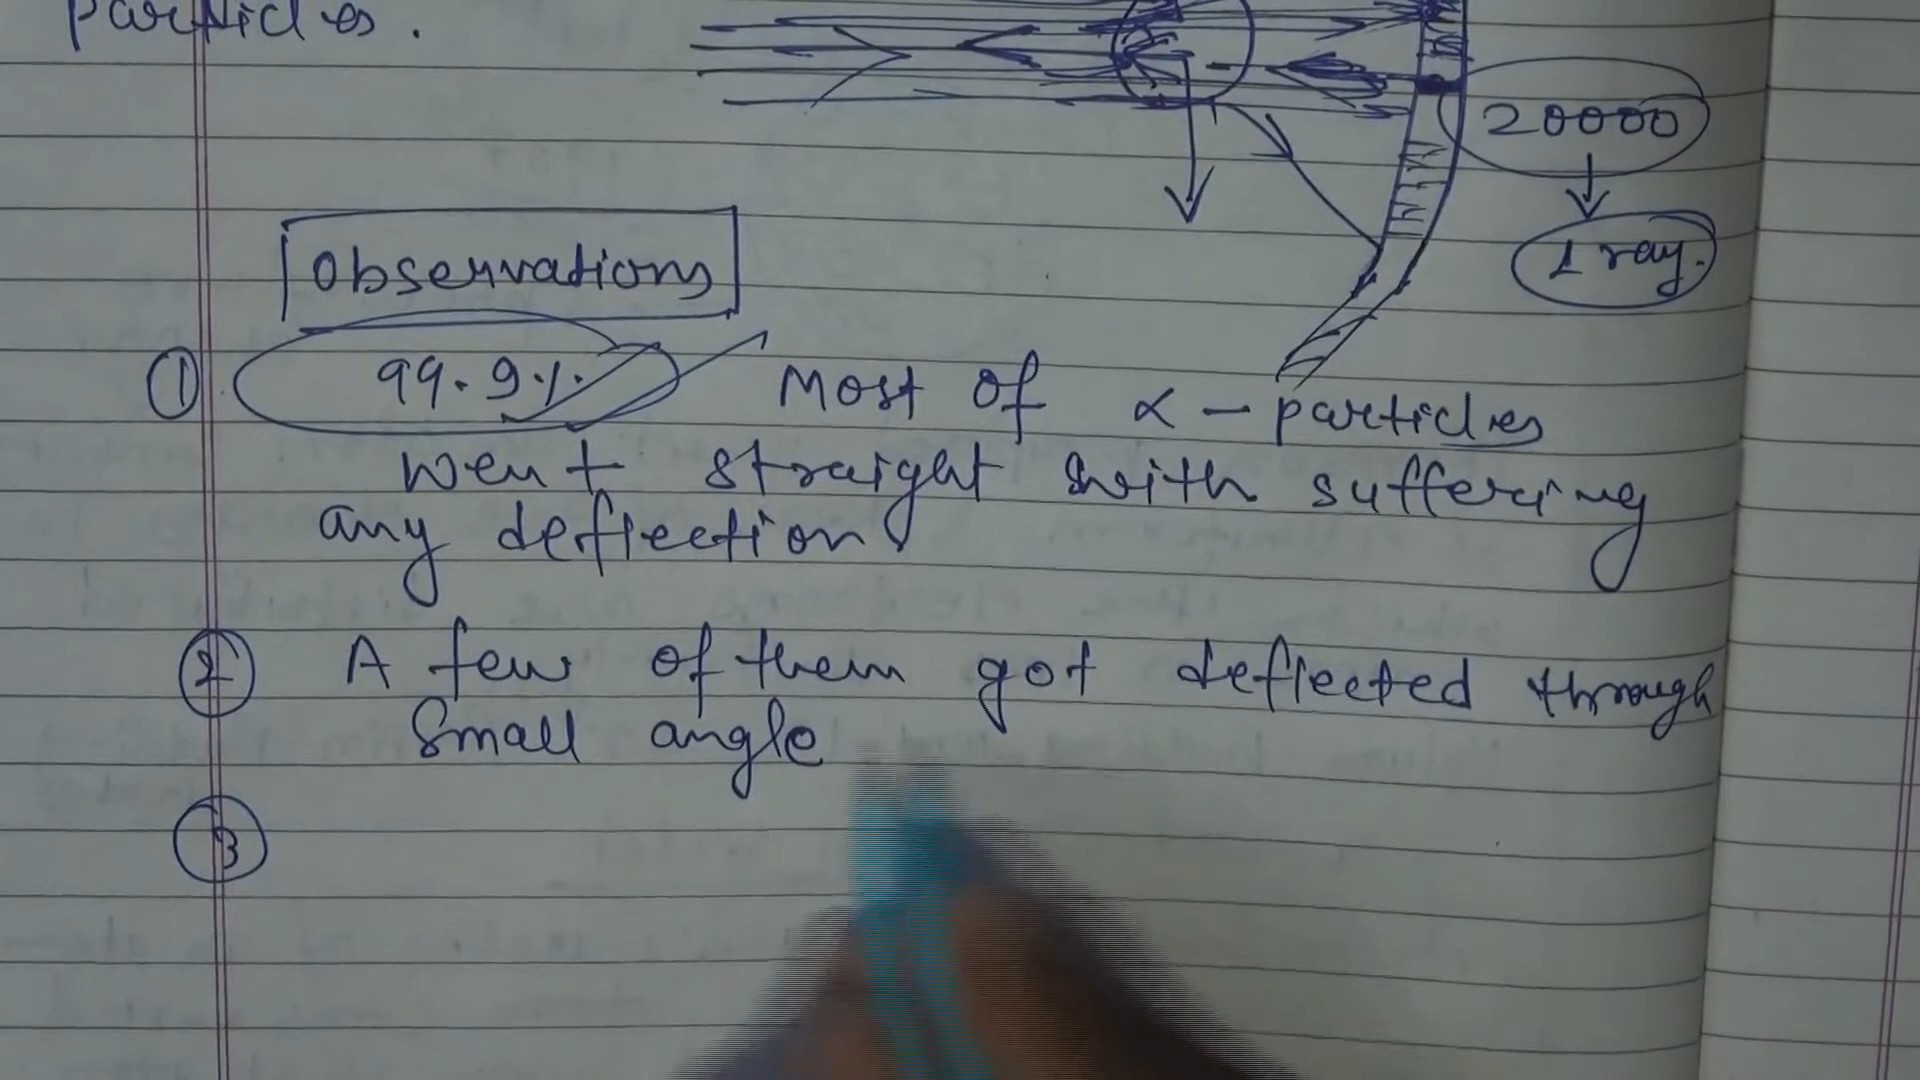 particles.
20000
1 ray.
Observations
① 99.9% Most of α - particles
went straight with suffering
any deflection
② A few of them got deflected through
small angle
③